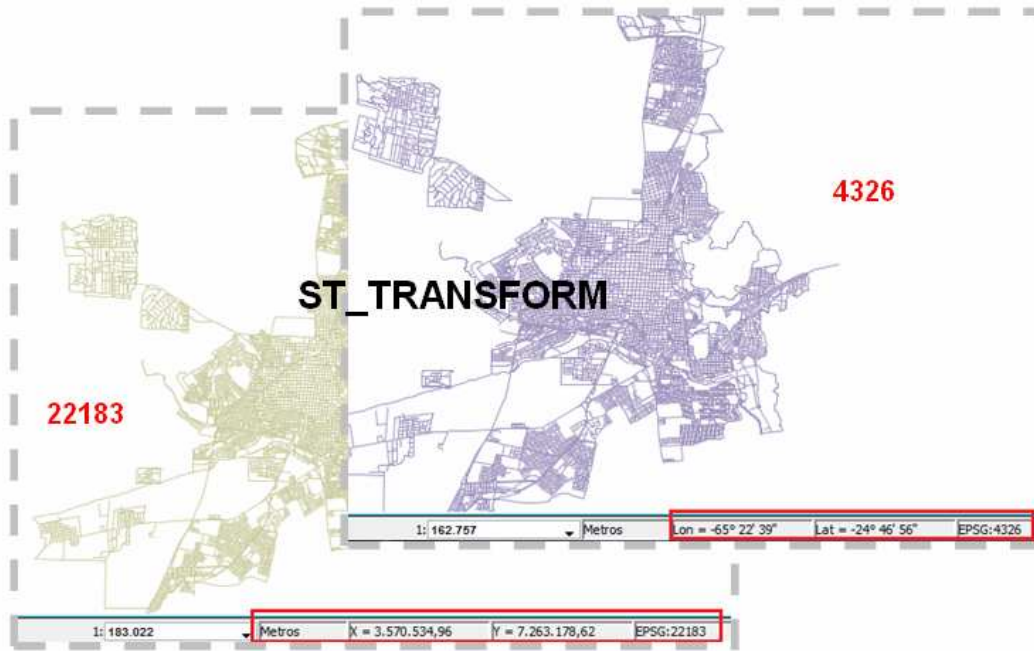 4326
ST_TRANSFORM
22183
1: 162.757 Metros Lon = -65° 22' 39" Lat = -24° 46' 56" EPSG:4326
1: 183.022 Metros X = 3.570.534,96 Y = 7.263.178,62 EPSG:22183